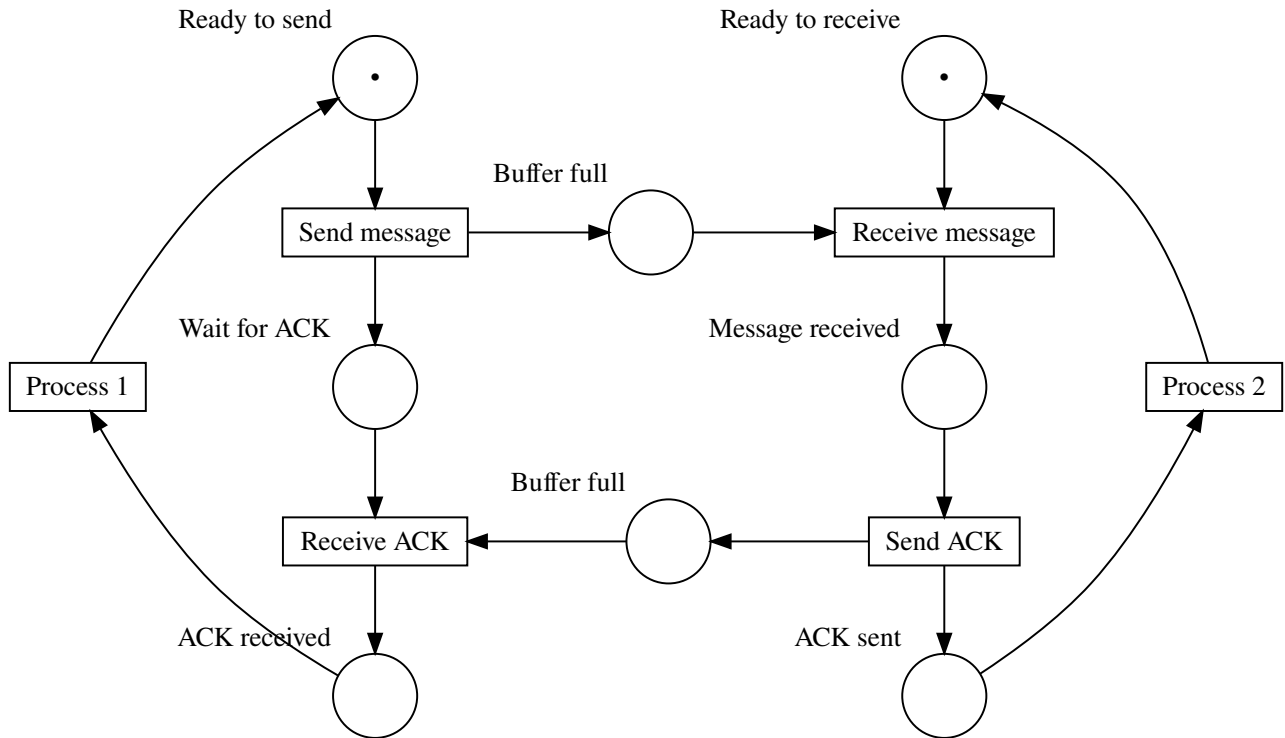 Ready to send
Ready to receive
Buffer full
Send message
Receive message
Wait for ACK
Message received
Process 1
Process 2
Buffer full
Receive ACK
Send ACK
ACK received
ACK sent